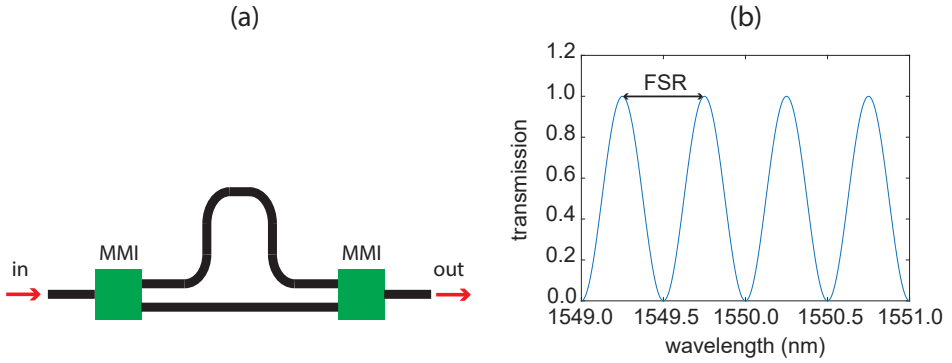 (a)
MMI
MMI
in
out
(b)
1.2
1.0
0.8
0.6
0.4
0.2
0.0
transmission
FSR
1549.0 1549.5 1550.0 1550.5 1551.0
wavelength (nm)